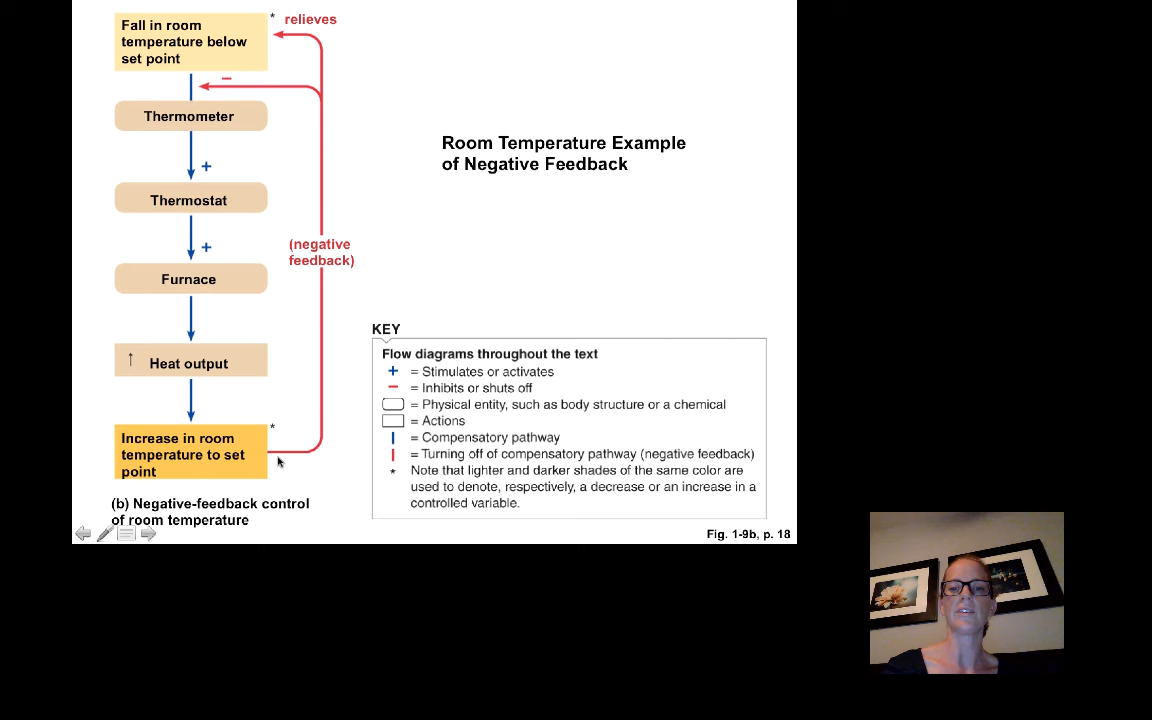 Fall in room
temperature below
set point
* relieves
−
Thermometer
+
Thermostat
+
Furnace
↑ Heat output
Increase in room
temperature to set
point
*
(negative
feedback)
(b) Negative-feedback control
of room temperature
Room Temperature Example
of Negative Feedback
KEY
Flow diagrams throughout the text
+ = Stimulates or activates
− = Inhibits or shuts off
= Physical entity, such as body structure or a chemical
= Actions
= Compensatory pathway
= Turning off of compensatory pathway (negative feedback)
* Note that lighter and darker shades of the same color are
used to denote, respectively, a decrease or an increase in a
controlled variable.
Fig. 1-9b, p. 18